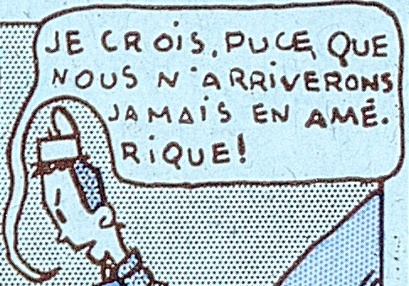 JE CROIS, PUCE, QUE
NOUS N'ARRIVERONS
JAMAIS EN AMÉ.
RIQUE!